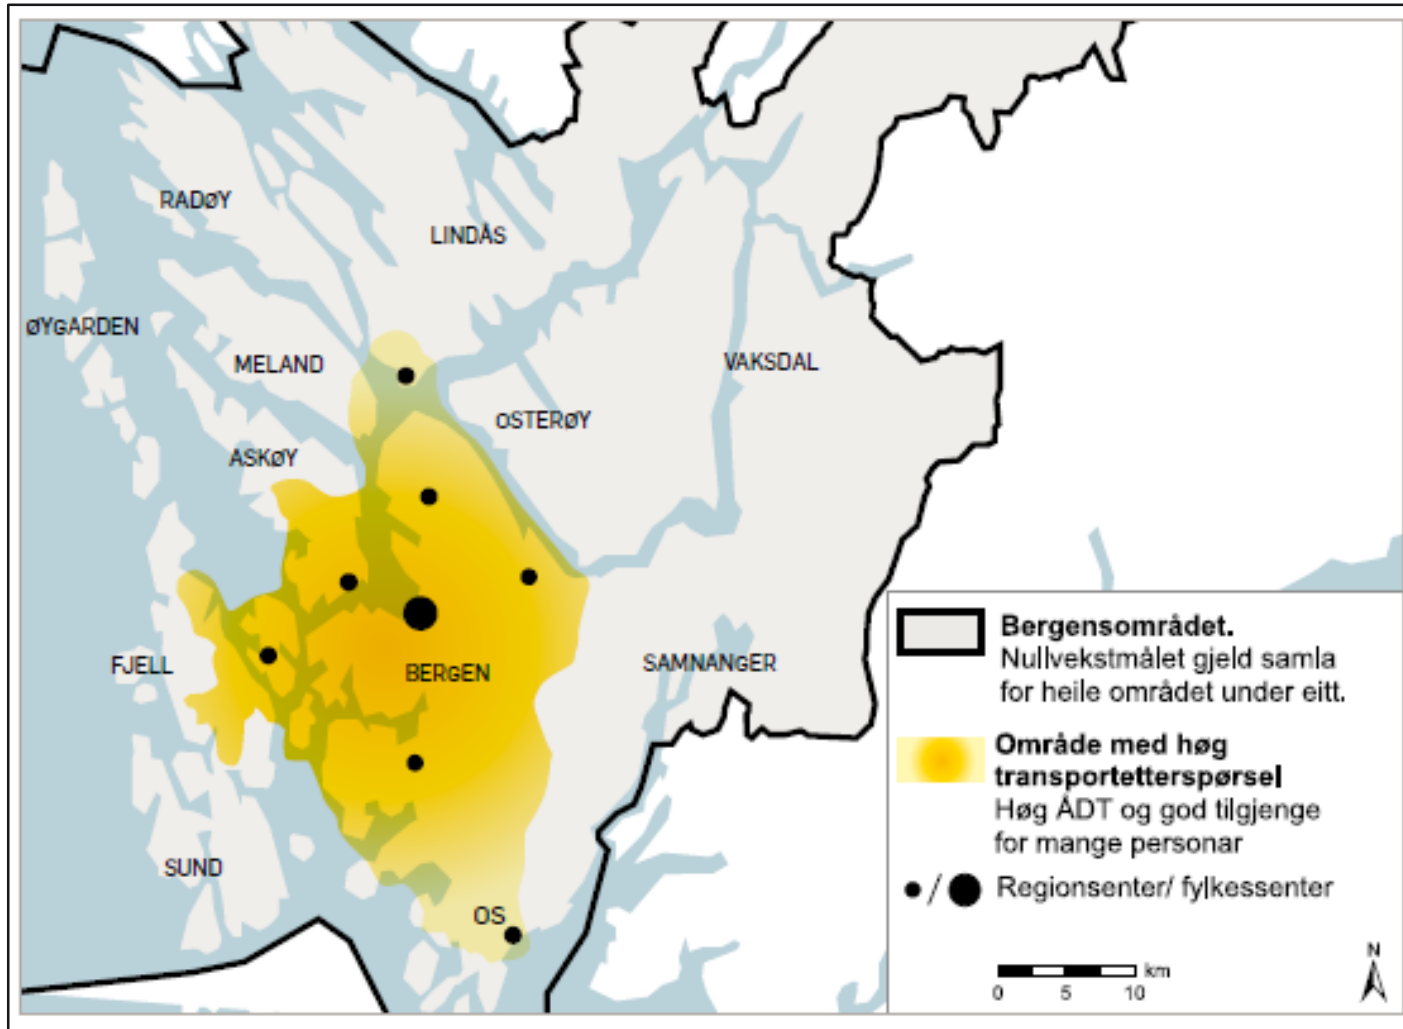 RADØY
LINDÅS
ØYGARDEN
MELAND
VAKSDAL
OSTERØY
ASKØY
FJELL
BERGEN
SAMNANGER
SUND
OS
Bergensområdet.
Nullvekstmålet gjeld samla
for heile området under eitt.
Område med høg
transportetterspørsel
Høg ÅDT og god tilgjenge
for mange personar
/ Regionsenter/ fylkessenter
km
0 5 10
N